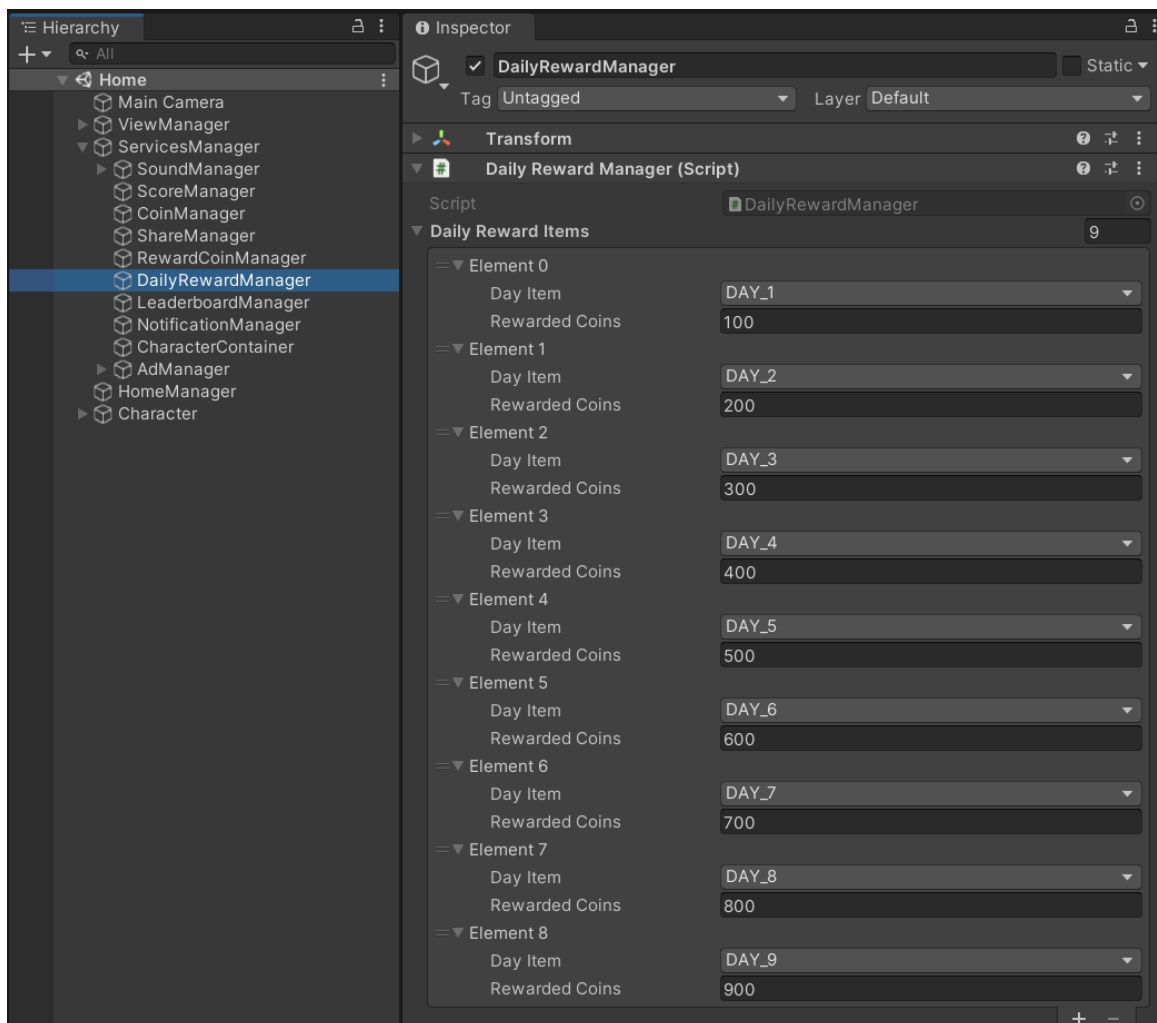 Hierarchy
All
Home
Main Camera
ViewManager
ServicesManager
SoundManager
ScoreManager
CoinManager
ShareManager
RewardCoinManager
DailyRewardManager
LeaderboardManager
NotificationManager
CharacterContainer
AdManager
HomeManager
Character
Inspector
DailyRewardManager Static
Tag Untagged Layer Default
Transform
# Daily Reward Manager (Script)
Script DailyRewardManager
Daily Reward Items 9
Element 0
Day Item DAY_1
Rewarded Coins 100
Element 1
Day Item DAY_2
Rewarded Coins 200
Element 2
Day Item DAY_3
Rewarded Coins 300
Element 3
Day Item DAY_4
Rewarded Coins 400
Element 4
Day Item DAY_5
Rewarded Coins 500
Element 5
Day Item DAY_6
Rewarded Coins 600
Element 6
Day Item DAY_7
Rewarded Coins 700
Element 7
Day Item DAY_8
Rewarded Coins 800
Element 8
Day Item DAY_9
Rewarded Coins 900
+ −